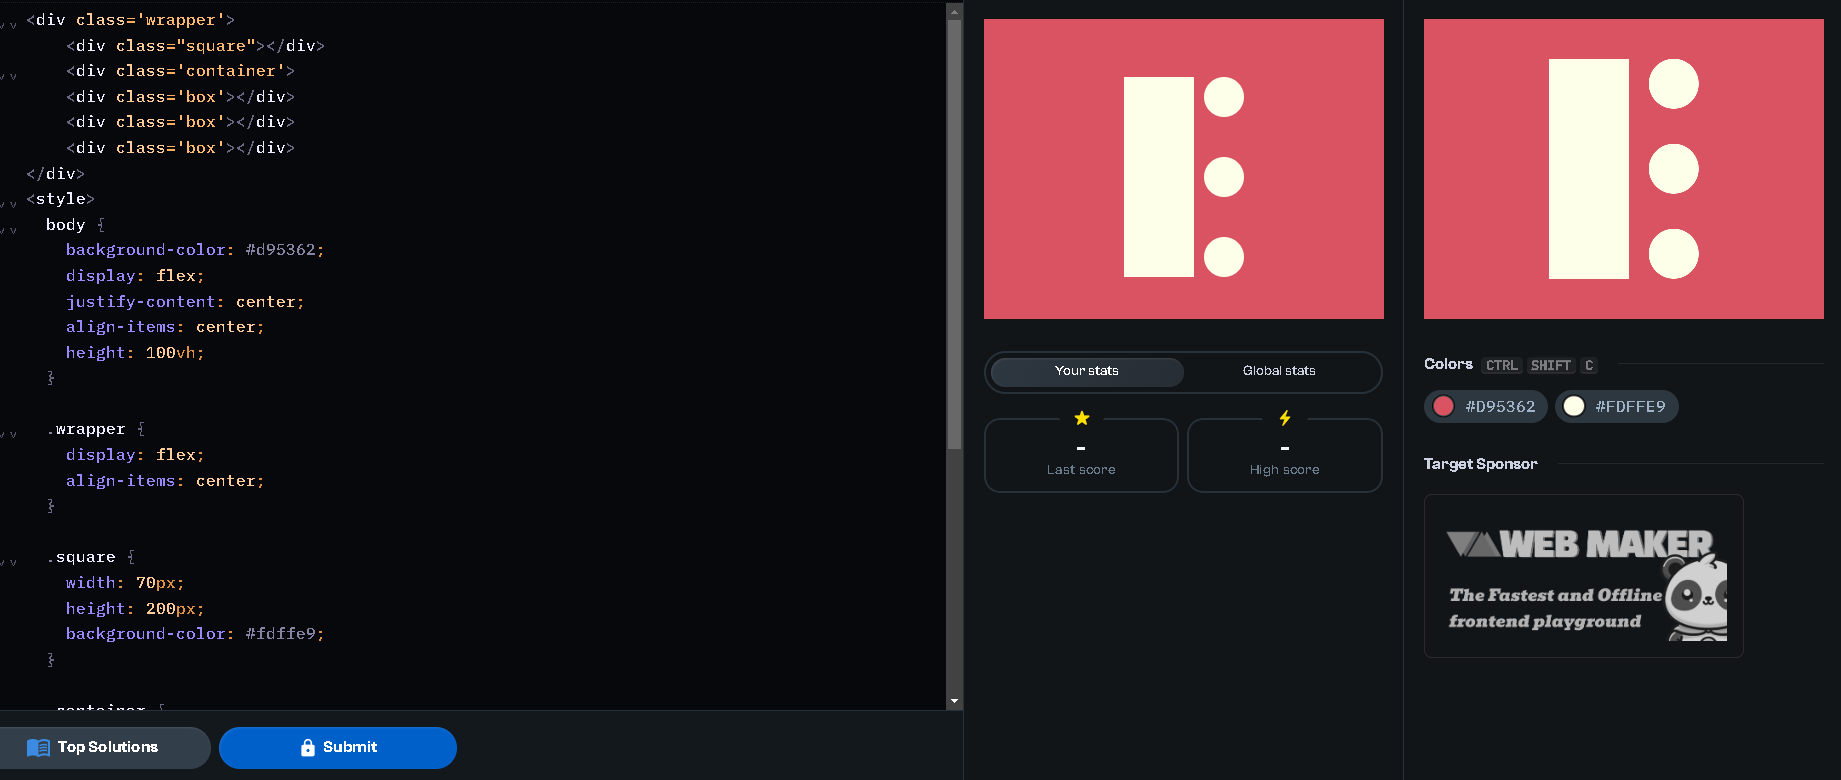 <div class='wrapper'>
<div class="square"></div>
<div class='container'>
<div class='box'></div>
<div class='box'></div>
<div class='box'></div>
</div>
<style>
body {
background-color: #d95362;
display: flex;
justify-content: center;
align-items: center;
height: 100vh;
}
.wrapper {
display: flex;
align-items: center;
}
.square {
width: 70px;
height: 200px;
background-color: #fdffe9;
}
.container {
Top Solutions
Submit
Your stats
Global stats
-
Last score
-
High score
Colors CTRL SHIFT C
#D95362
#FDFFE9
Target Sponsor
WEB MAKER
The Fastest and Offline
frontend playground